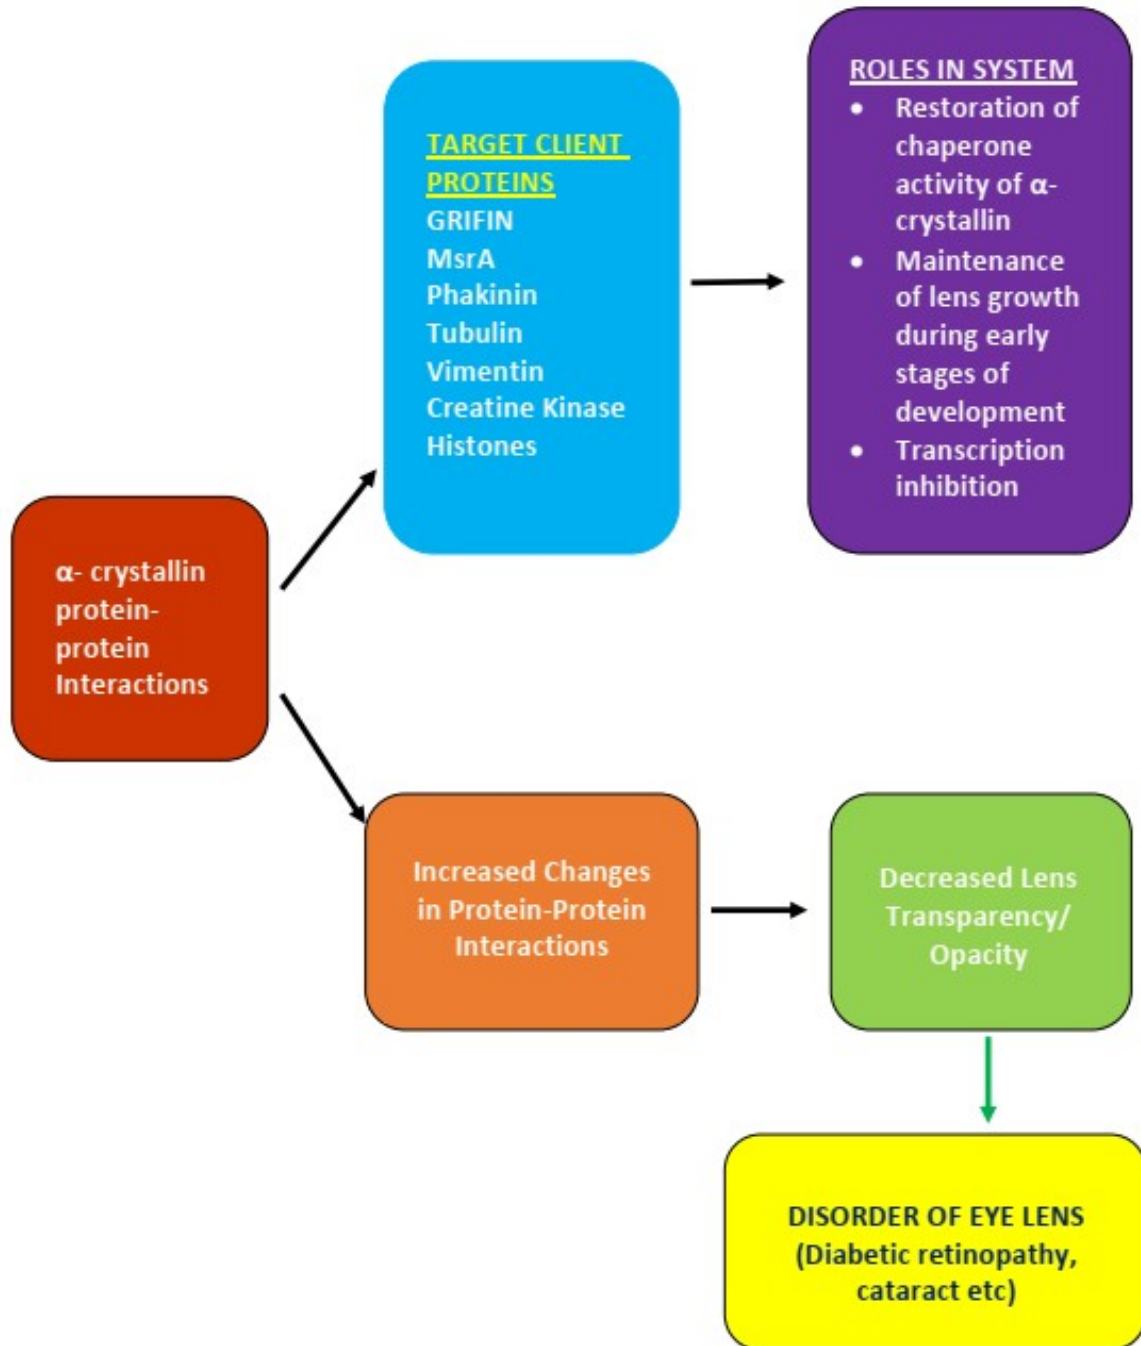 α- crystallin
protein-
protein
Interactions
TARGET CLIENT
PROTEINS
GRIFIN
MsrA
Phakinin
Tubulin
Vimentin
Creatine Kinase
Histones
ROLES IN SYSTEM
• Restoration of
chaperone
activity of α-
crystallin
• Maintenance
of lens growth
during early
stages of
development
• Transcription
inhibition
Increased Changes
in Protein-Protein
Interactions
Decreased Lens
Transparency/
Opacity
DISORDER OF EYE LENS
(Diabetic retinopathy,
cataract etc)